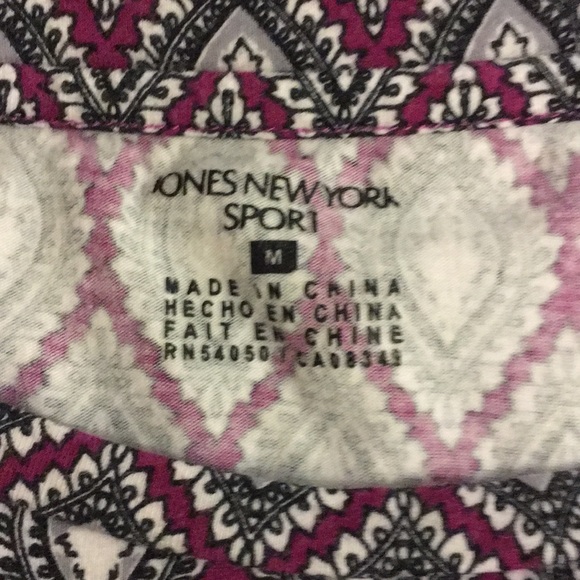 JONES NEW YORK
SPORT
M
MADE IN CHINA
HECHO EN CHINA
FAIT EN CHINE
RN54050 / CA08349